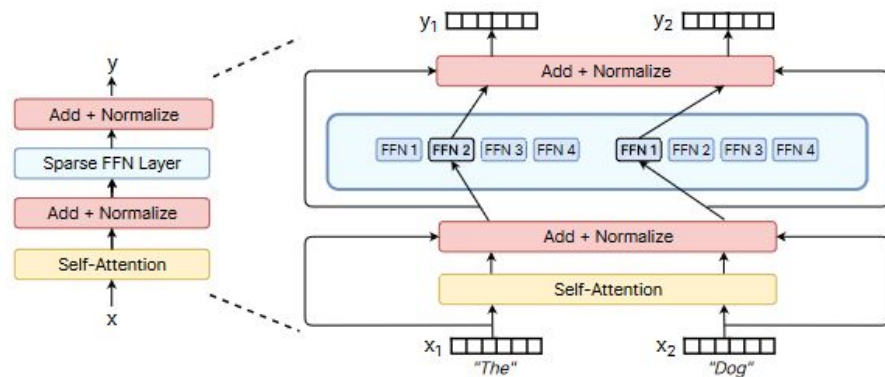 y
Add + Normalize
Sparse FFN Layer
Add + Normalize
Self-Attention
x
y1
y2
Add + Normalize
FFN 1 FFN 2 FFN 3 FFN 4
FFN 1 FFN 2 FFN 3 FFN 4
Add + Normalize
Self-Attention
x1
x2
"The"
"Dog"